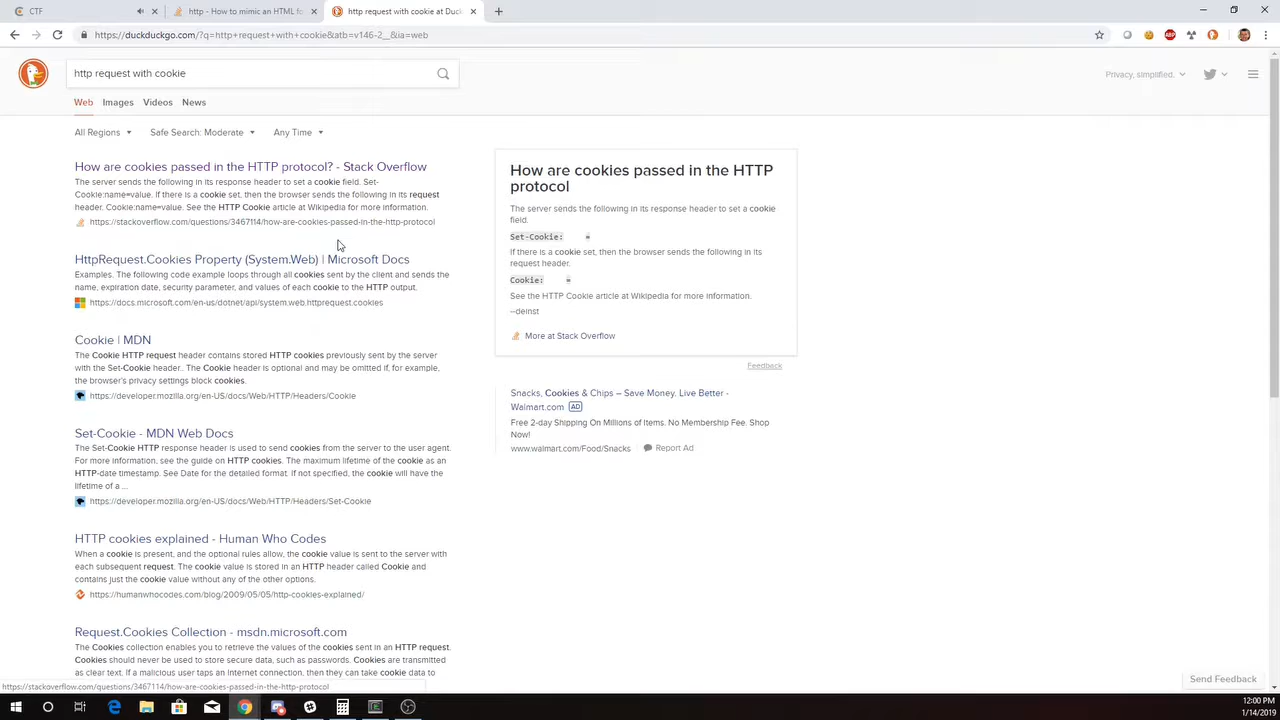 CTF
http - How to mimic an HTML fo
http request with cookie at Duck
https://duckduckgo.com/?q=http+request+with+cookie&atb=v146-2__&ia=web
http request with cookie
Privacy, simplified.
Web Images Videos News
All Regions Safe Search: Moderate Any Time
How are cookies passed in the HTTP protocol? - Stack Overflow
The server sends the following in its response header to set a cookie field. Set-
Cookie:name=value. If there is a cookie set, then the browser sends the following in its request
header. Cookie:name=value. See the HTTP Cookie article at Wikipedia for more information.
https://stackoverflow.com/questions/3467114/how-are-cookies-passed-in-the-http-protocol
HttpRequest.Cookies Property (System.Web) | Microsoft Docs
Examples. The following code example loops through all cookies sent by the client and sends the
name, expiration date, security parameter, and values of each cookie to the HTTP output.
https://docs.microsoft.com/en-us/dotnet/api/system.web.httprequest.cookies
Cookie | MDN
The Cookie HTTP request header contains stored HTTP cookies previously sent by the server
with the Set-Cookie header.. The Cookie header is optional and may be omitted if, for example,
the browser's privacy settings block cookies.
https://developer.mozilla.org/en-US/docs/Web/HTTP/Headers/Cookie
Set-Cookie - MDN Web Docs
The Set-Cookie HTTP response header is used to send cookies from the server to the user agent.
For more information, see the guide on HTTP cookies. The maximum lifetime of the cookie as an
HTTP-date timestamp. See Date for the detailed format. If not specified, the cookie will have the
lifetime of a ...
https://developer.mozilla.org/en-US/docs/Web/HTTP/Headers/Set-Cookie
HTTP cookies explained - Human Who Codes
When a cookie is present, and the optional rules allow, the cookie value is sent to the server with
each subsequent request. The cookie value is stored in an HTTP header called Cookie and
contains just the cookie value without any of the other options.
https://humanwhocodes.com/blog/2009/05/05/http-cookies-explained/
Request.Cookies Collection - msdn.microsoft.com
The Cookies collection enables you to retrieve the values of the cookies sent in an HTTP request.
Cookies should never be used to store secure data, such as passwords. Cookies are transmitted
as clear text. If a malicious user taps an Internet connection, then they can take cookie data to
How are cookies passed in the HTTP
protocol
The server sends the following in its response header to set a cookie
field.
Set-Cookie: =
If there is a cookie set, then the browser sends the following in its
request header.
Cookie: =
See the HTTP Cookie article at Wikipedia for more information.
--deinst
More at Stack Overflow
Feedback
Snacks, Cookies & Chips – Save Money. Live Better -
Walmart.com AD
Free 2-day Shipping On Millions of Items. No Membership Fee. Shop
Now!
www.walmart.com/Food/Snacks Report Ad
Send Feedback
https://stackoverflow.com/questions/3467114/how-are-cookies-passed-in-the-http-protocol
12:00 PM
1/14/2019